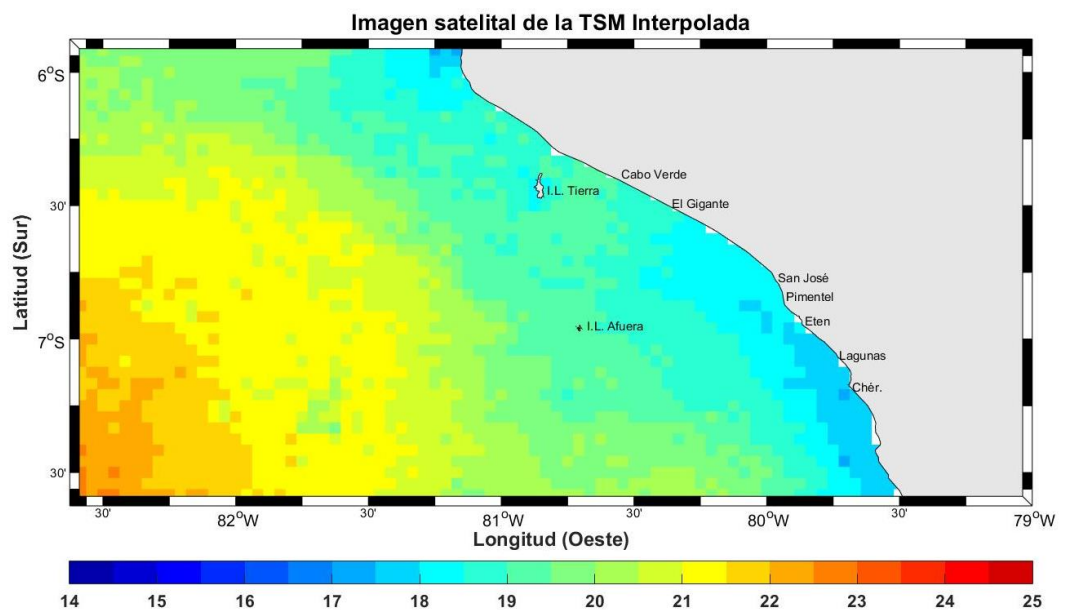 Imagen satelital de la TSM Interpolada
6°S
Cabo Verde
I.L. Tierra
30'
El Gigante
San José
Pimentel
Eten
I.L. Afuera
7°S
Lagunas
Chér.
30'
Latitud (Sur)
30' 82°W 30' 81°W 30' 80°W 30' 79°W
Longitud (Oeste)
14 15 16 17 18 19 20 21 22 23 24 25